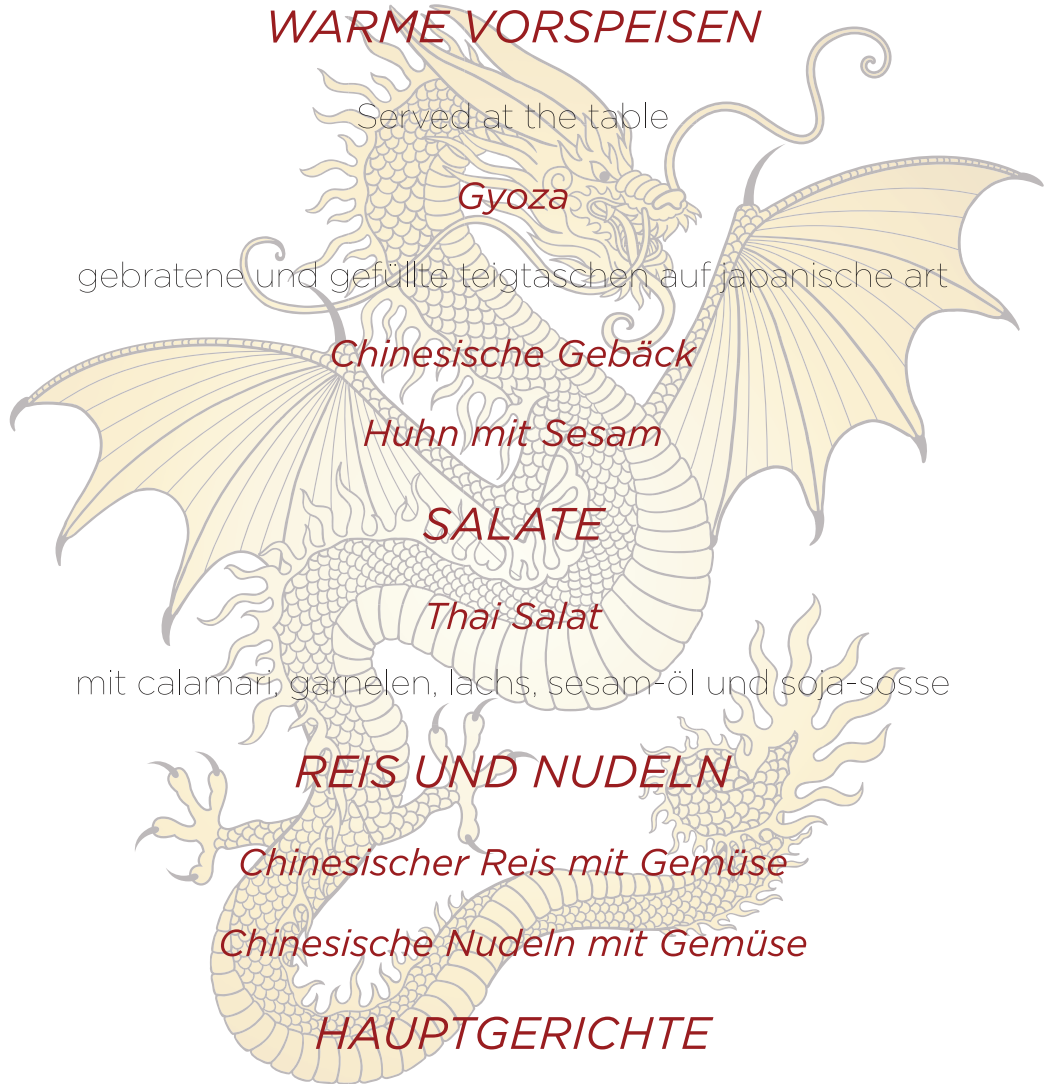 WARME VORSPEISEN
Served at the table
Gyoza
gebratene und gefüllte teigtaschen auf japanische art
Chinesische Gebäck
Huhn mit Sesam
SALATE
Thai Salat
mit calamari, garnelen, lachs, sesam-öl und soja-sosse
REIS UND NUDELN
Chinesischer Reis mit Gemüse
Chinesische Nudeln mit Gemüse
HAUPTGERICHTE